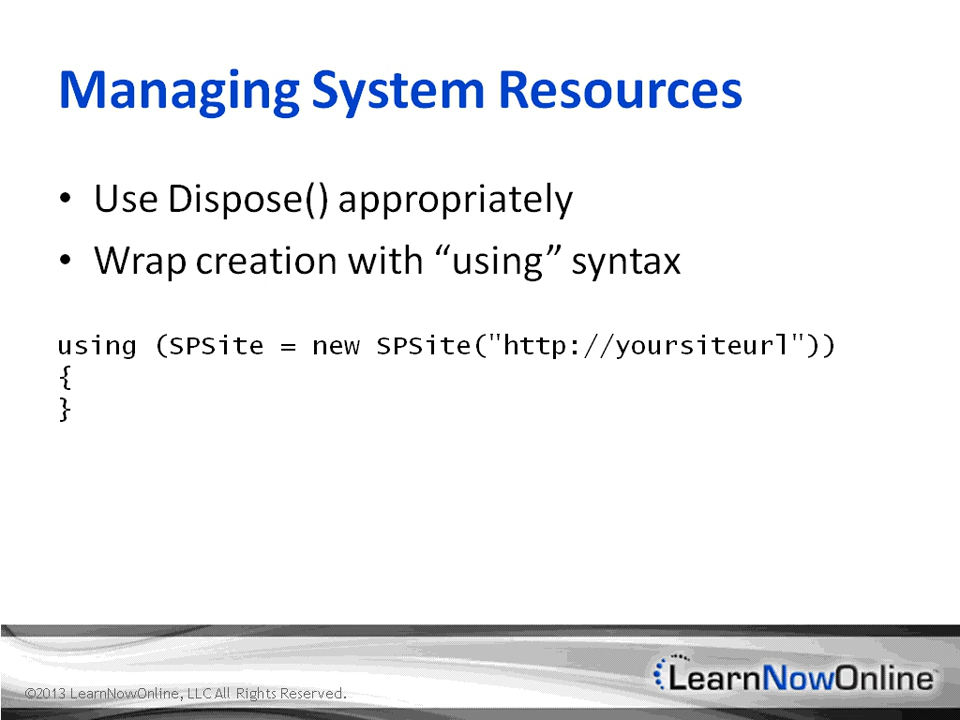 Managing System Resources
• Use Dispose() appropriately
• Wrap creation with “using” syntax
using (SPSite = new SPSite("http://yoursiteurl"))
{
}
©2013 LearnNowOnline, LLC All Rights Reserved.
LearnNowOnline